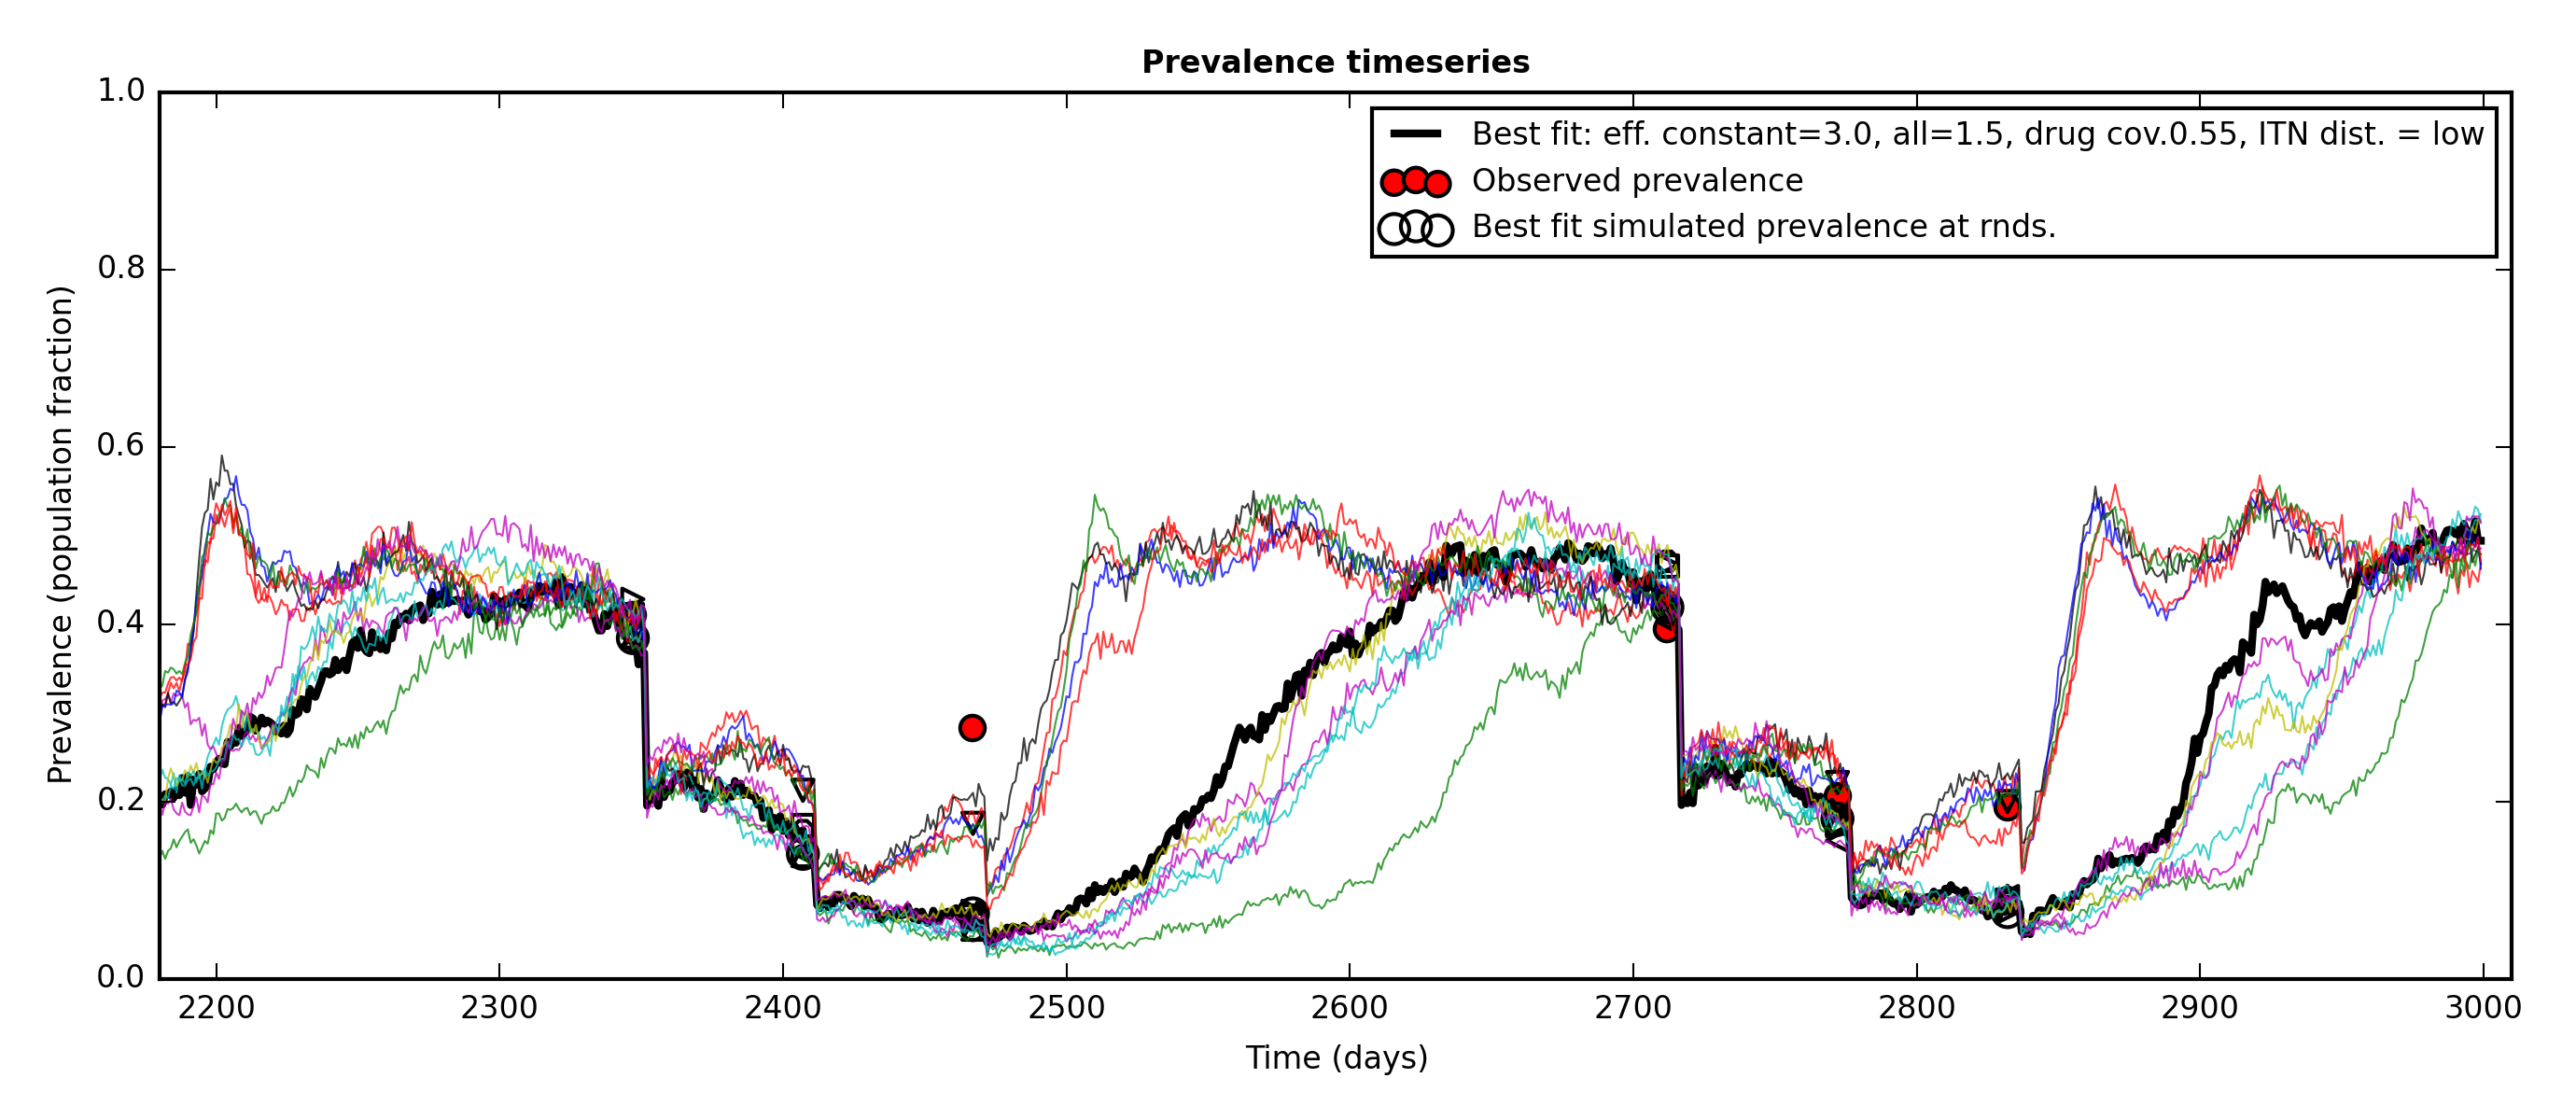 Prevalence timeseries
Prevalence (population fraction)
1.0
0.8
0.6
0.4
0.2
0.0
Best fit: eff. constant=3.0, all=1.5, drug cov.0.55, ITN dist. = low
Observed prevalence
Best fit simulated prevalence at rnds.
2200 2300 2400 2500 2600 2700 2800 2900 3000
Time (days)